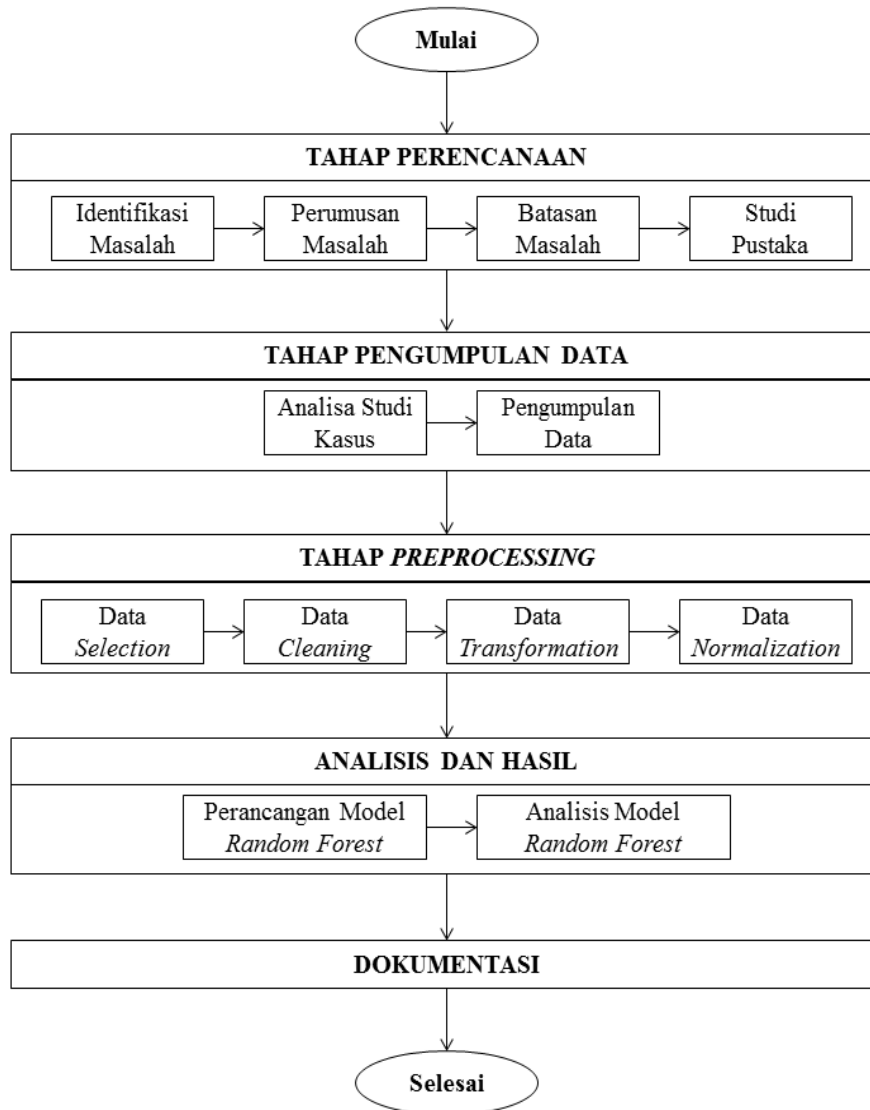 Mulai
TAHAP PERENCANAAN
Identifikasi
Masalah
Perumusan
Masalah
Batasan
Masalah
Studi
Pustaka
TAHAP PENGUMPULAN DATA
Analisa Studi
Kasus
Pengumpulan
Data
TAHAP PREPROCESSING
Data
Selection
Data
Cleaning
Data
Transformation
Data
Normalization
ANALISIS DAN HASIL
Perancangan Model
Random Forest
Analisis Model
Random Forest
DOKUMENTASI
Selesai